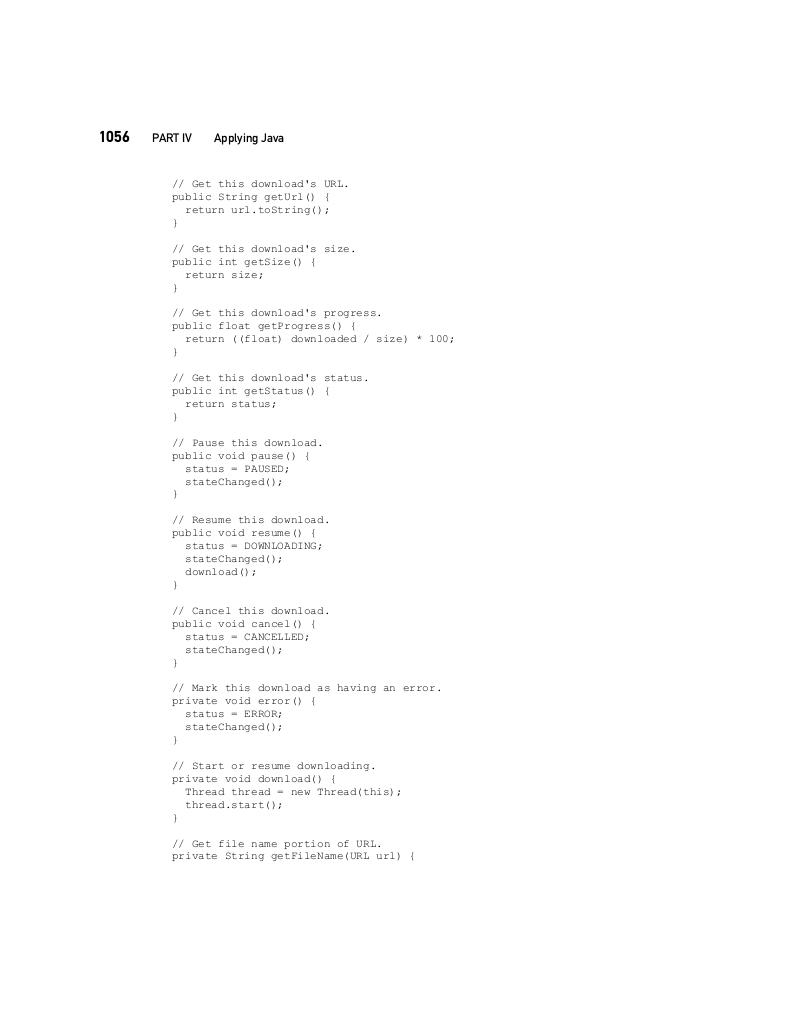 1056 PART IV Applying Java
// Get this download's URL.
public String getUrl() {
  return url.toString();
}
// Get this download's size.
public int getSize() {
  return size;
}
// Get this download's progress.
public float getProgress() {
  return ((float) downloaded / size) * 100;
}
// Get this download's status.
public int getStatus() {
  return status;
}
// Pause this download.
public void pause() {
  status = PAUSED;
  stateChanged();
}
// Resume this download.
public void resume() {
  status = DOWNLOADING;
  stateChanged();
  download();
}
// Cancel this download.
public void cancel() {
  status = CANCELLED;
  stateChanged();
}
// Mark this download as having an error.
private void error() {
  status = ERROR;
  stateChanged();
}
// Start or resume downloading.
private void download() {
  Thread thread = new Thread(this);
  thread.start();
}
// Get file name portion of URL.
private String getFileName(URL url) {